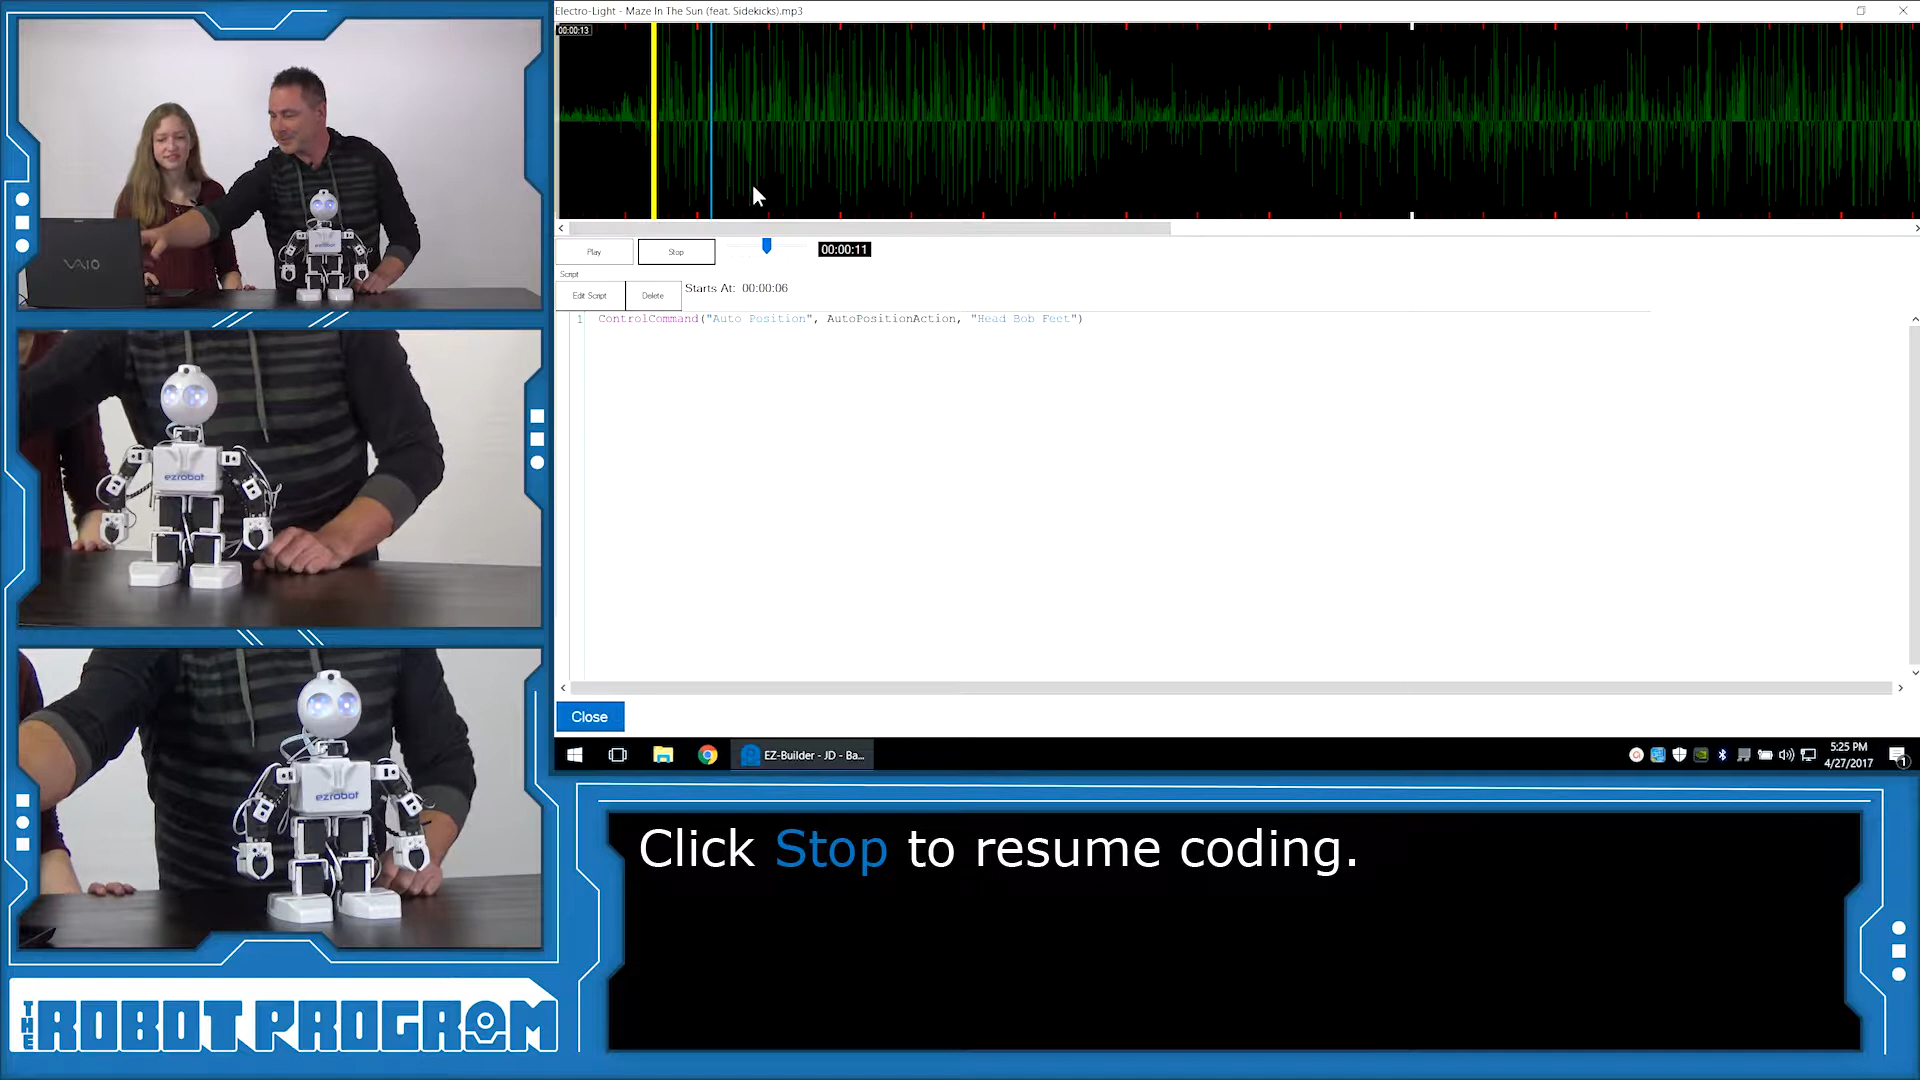 Electro-Light - Maze In The Sun (feat. Sidekicks).mp3
00:00:13
Play
Stop
00:00:11
Script
Edit Script
Delete
Starts At: 00:00:06
1 ControlCommand("Auto Position", AutoPositionAction, "Head Bob Feet")
Close
EZ-Builder - JD - Ba...
5:25 PM
4/27/2017
1
VAIO
ezrobot
ezrobot
ezrobot
Click Stop to resume coding.
THE ROBOT PROGRAM